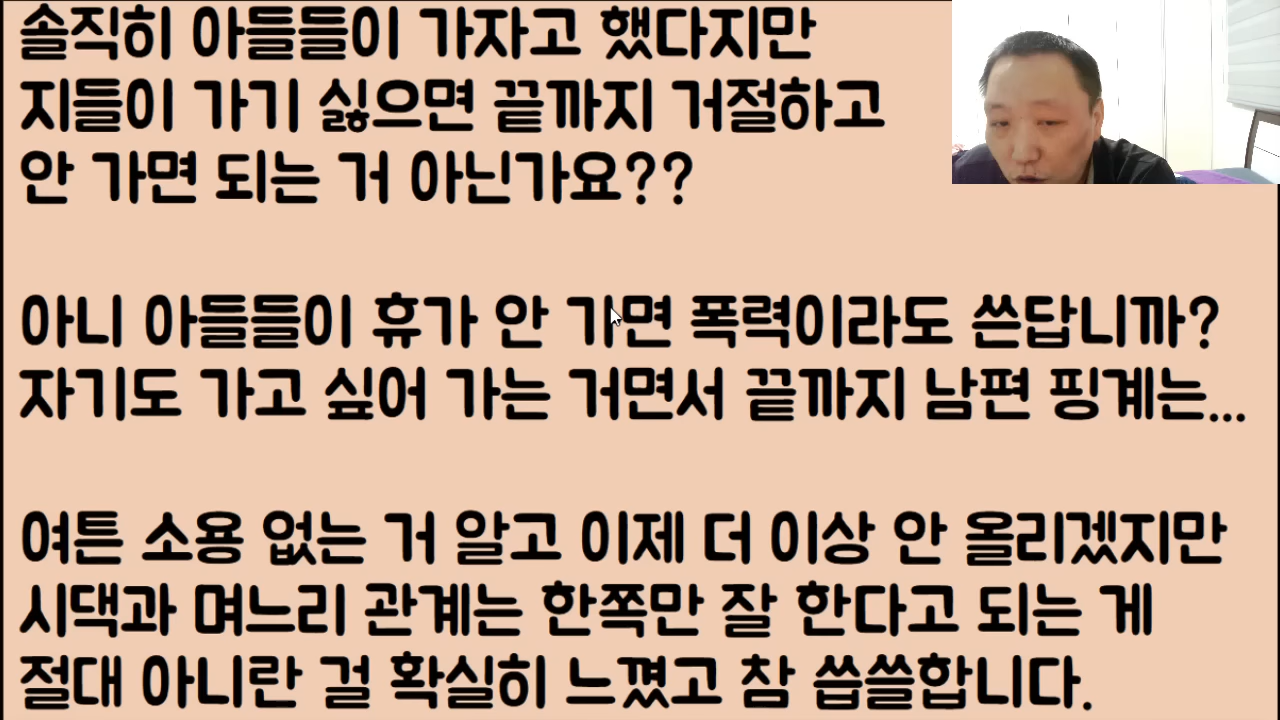 솔직히 아들들이 가자고 했다지만
지들이 가기 싫으면 끝까지 거절하고
안 가면 되는 거 아닌가요??
아니 아들들이 휴가 안 가면 폭력이라도 쓴답니까?
자기도 가고 싶어 가는 거면서 끝까지 남편 핑계는...
여튼 소용 없는 거 알고 이제 더 이상 안 올리겠지만
시댁과 며느리 관계는 한쪽만 잘 한다고 되는 게
절대 아니란 걸 확실히 느꼈고 참 씁쓸합니다.